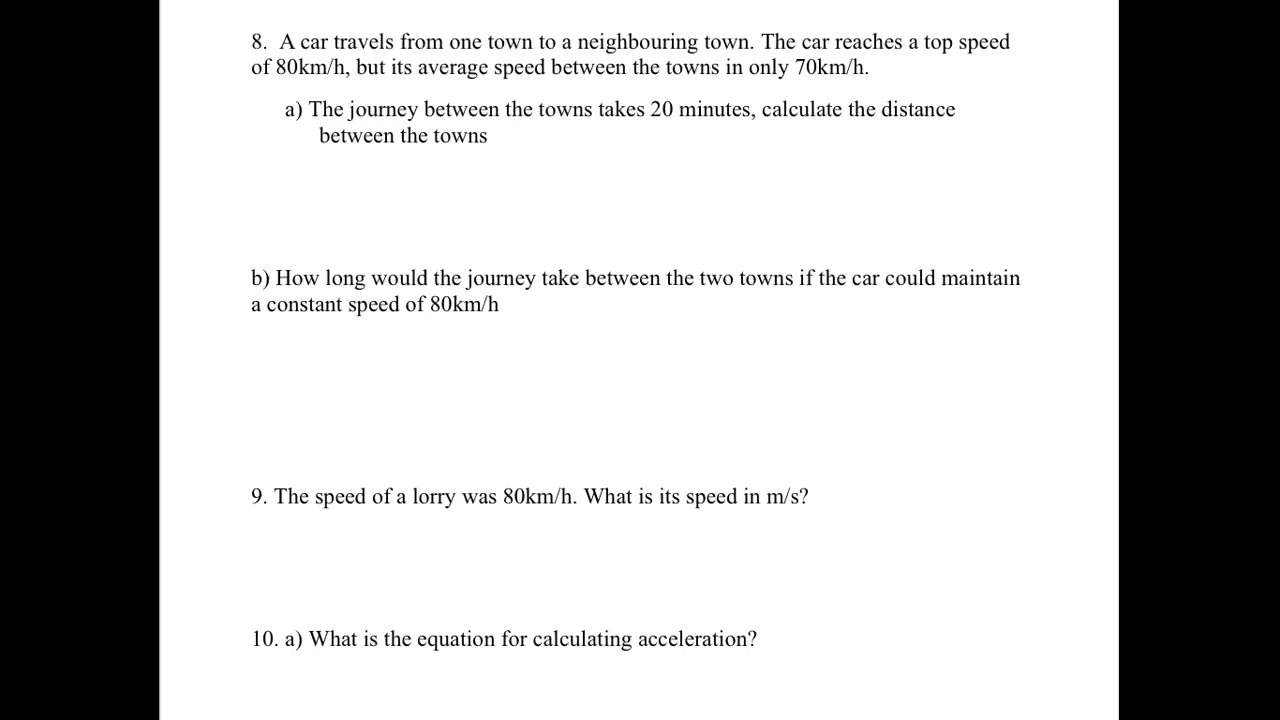 8. A car travels from one town to a neighbouring town. The car reaches a top speed
of 80km/h, but its average speed between the towns in only 70km/h.
a) The journey between the towns takes 20 minutes, calculate the distance
between the towns
b) How long would the journey take between the two towns if the car could maintain
a constant speed of 80km/h
9. The speed of a lorry was 80km/h. What is its speed in m/s?
10. a) What is the equation for calculating acceleration?